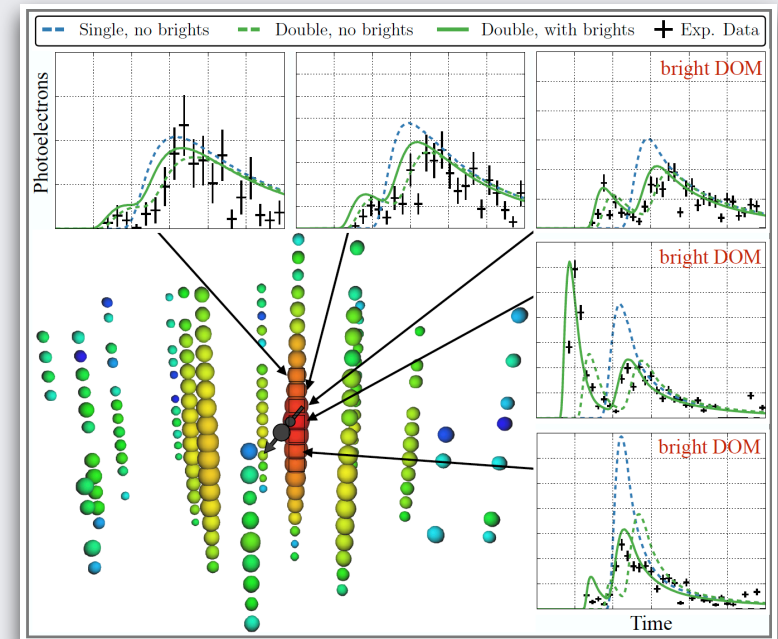 Single, no brights Double, no brights Double, with brights Exp. Data
Photoelectrons
bright DOM
bright DOM
bright DOM
Time